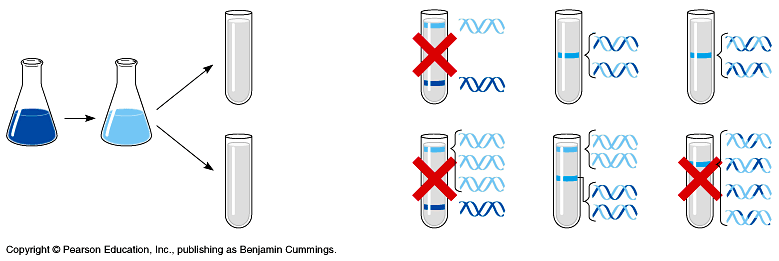 Copyright © Pearson Education, Inc., publishing as Benjamin Cummings.